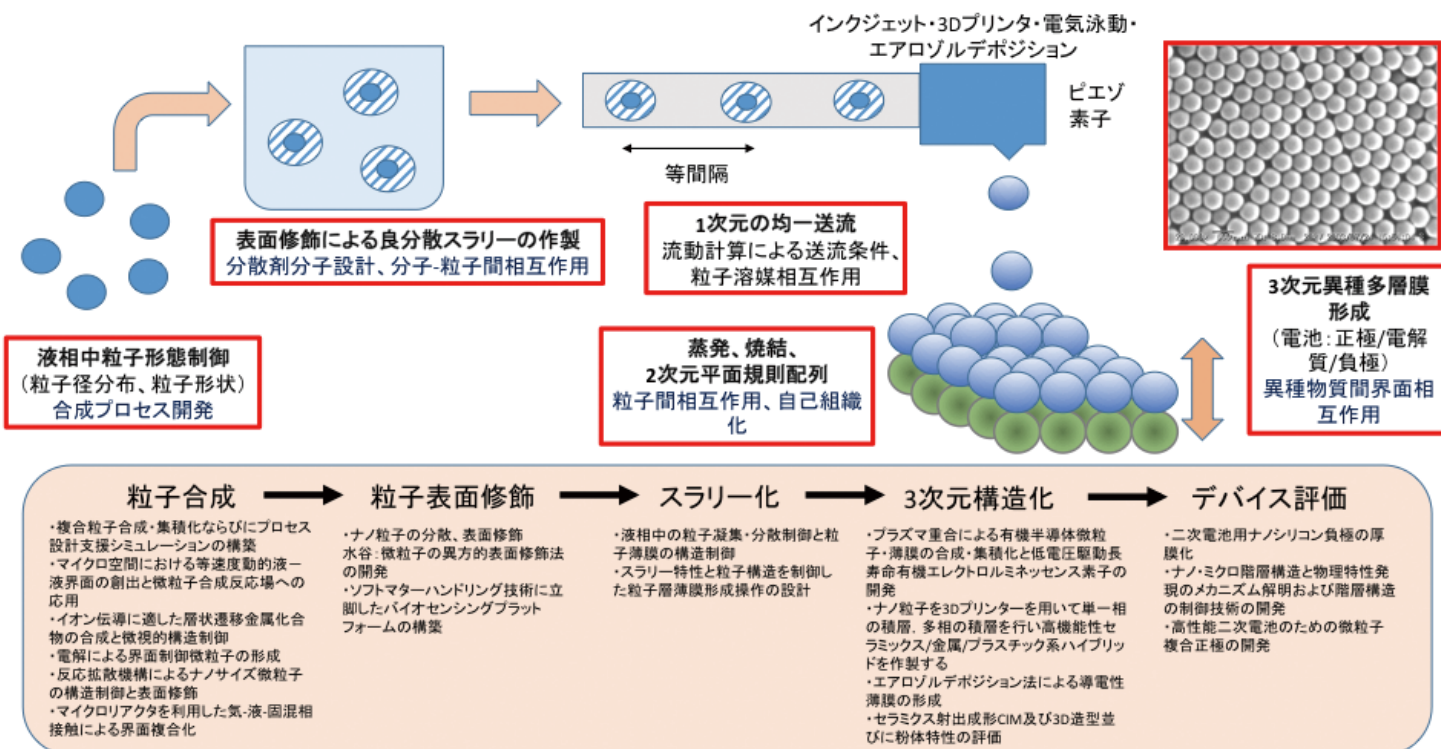 インクジェット・3Dプリンタ・電気泳動・
エアロゾルデポジション
ピエゾ
素子
等間隔
表面修飾による良分散スラリーの作製
分散剤分子設計、分子-粒子間相互作用
1次元の均一送流
流動計算による送流条件、
粒子溶媒相互作用
3次元異種多層膜
形成
（電池：正極/電解
質/負極）
異種物質間界面相
互作用
液相中粒子形態制御
（粒子径分布、粒子形状）
合成プロセス開発
蒸発、焼結、
2次元平面規則配列
粒子間相互作用、自己組織
化
粒子合成
・複合粒子合成・集積化ならびにプロセス
設計支援シミュレーションの構築
・マイクロ空間における等速度動的液－
液界面の創出と微粒子合成反応場への
応用
・イオン伝導に適した層状遷移金属化合
物の合成と微視的構造制御
・電解による界面制御微粒子の形成
・反応拡散機構によるナノサイズ微粒子
の構造制御と表面修飾
・マイクロリアクタを利用した気-液-固混相
接触による界面複合化
粒子表面修飾
・ナノ粒子の分散、表面修飾
水谷：微粒子の異方的表面修飾法
の開発
・ソフトマターハンドリング技術に立
脚したバイオセンシングプラット
フォームの構築
スラリー化
・液相中の粒子凝集・分散制御と粒
子薄膜の構造制御
・スラリー特性と粒子構造を制御し
た粒子層薄膜形成操作の設計
3次元構造化
・プラズマ重合による有機半導体微粒
子・薄膜の合成・集積化と低電圧駆動長
寿命有機エレクトロルミネッセンス素子の
開発
・ナノ粒子を3Dプリンターを用いて単一相
の積層，多相の積層を行い高機能性セ
ラミックス/金属/プラスチック系ハイブリッ
ドを作製する
・エアロゾルデポジション法による導電性
薄膜の形成
・セラミクス射出成形CIM及び3D造型並
びに粉体特性の評価
デバイス評価
・二次電池用ナノシリコン負極の厚
膜化
・ナノ・ミクロ階層構造と物理特性発
現のメカニズム解明および階層構造
の制御技術の開発
・高性能二次電池のための微粒子
複合正極の開発